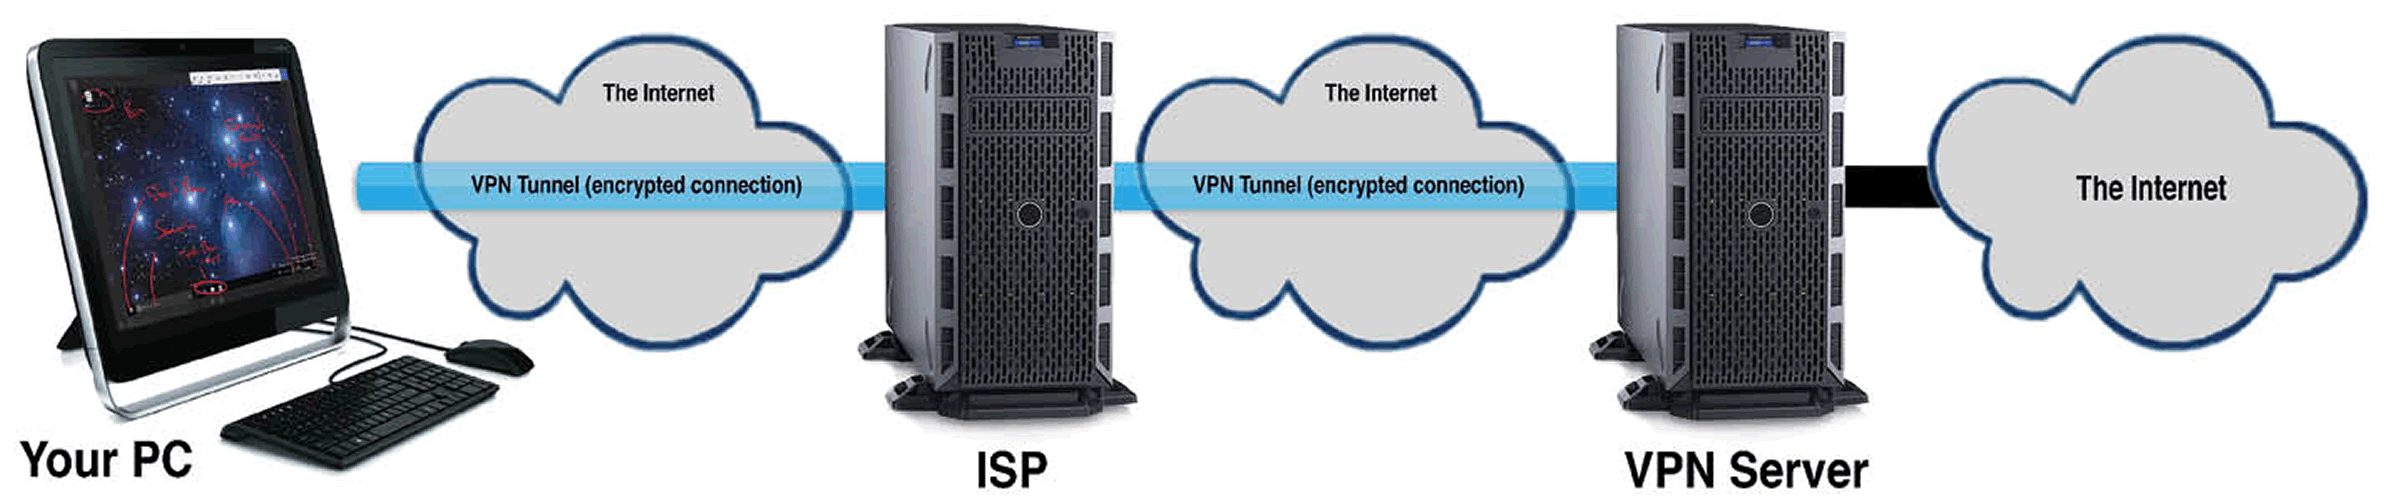 The Internet
The Internet
VPN Tunnel (encrypted connection)
VPN Tunnel (encrypted connection)
The Internet
Your PC
ISP
VPN Server